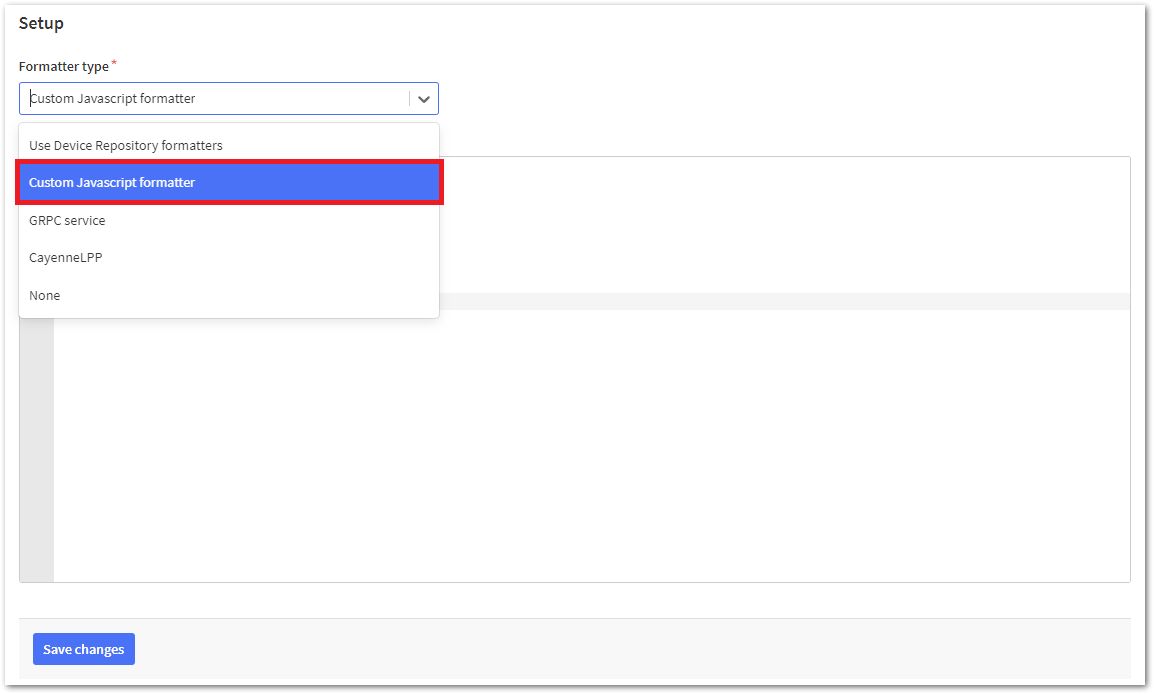 Setup
Formatter type*
Custom Javascript formatter
Use Device Repository formatters
Custom Javascript formatter
GRPC service
CayenneLPP
None
Save changes